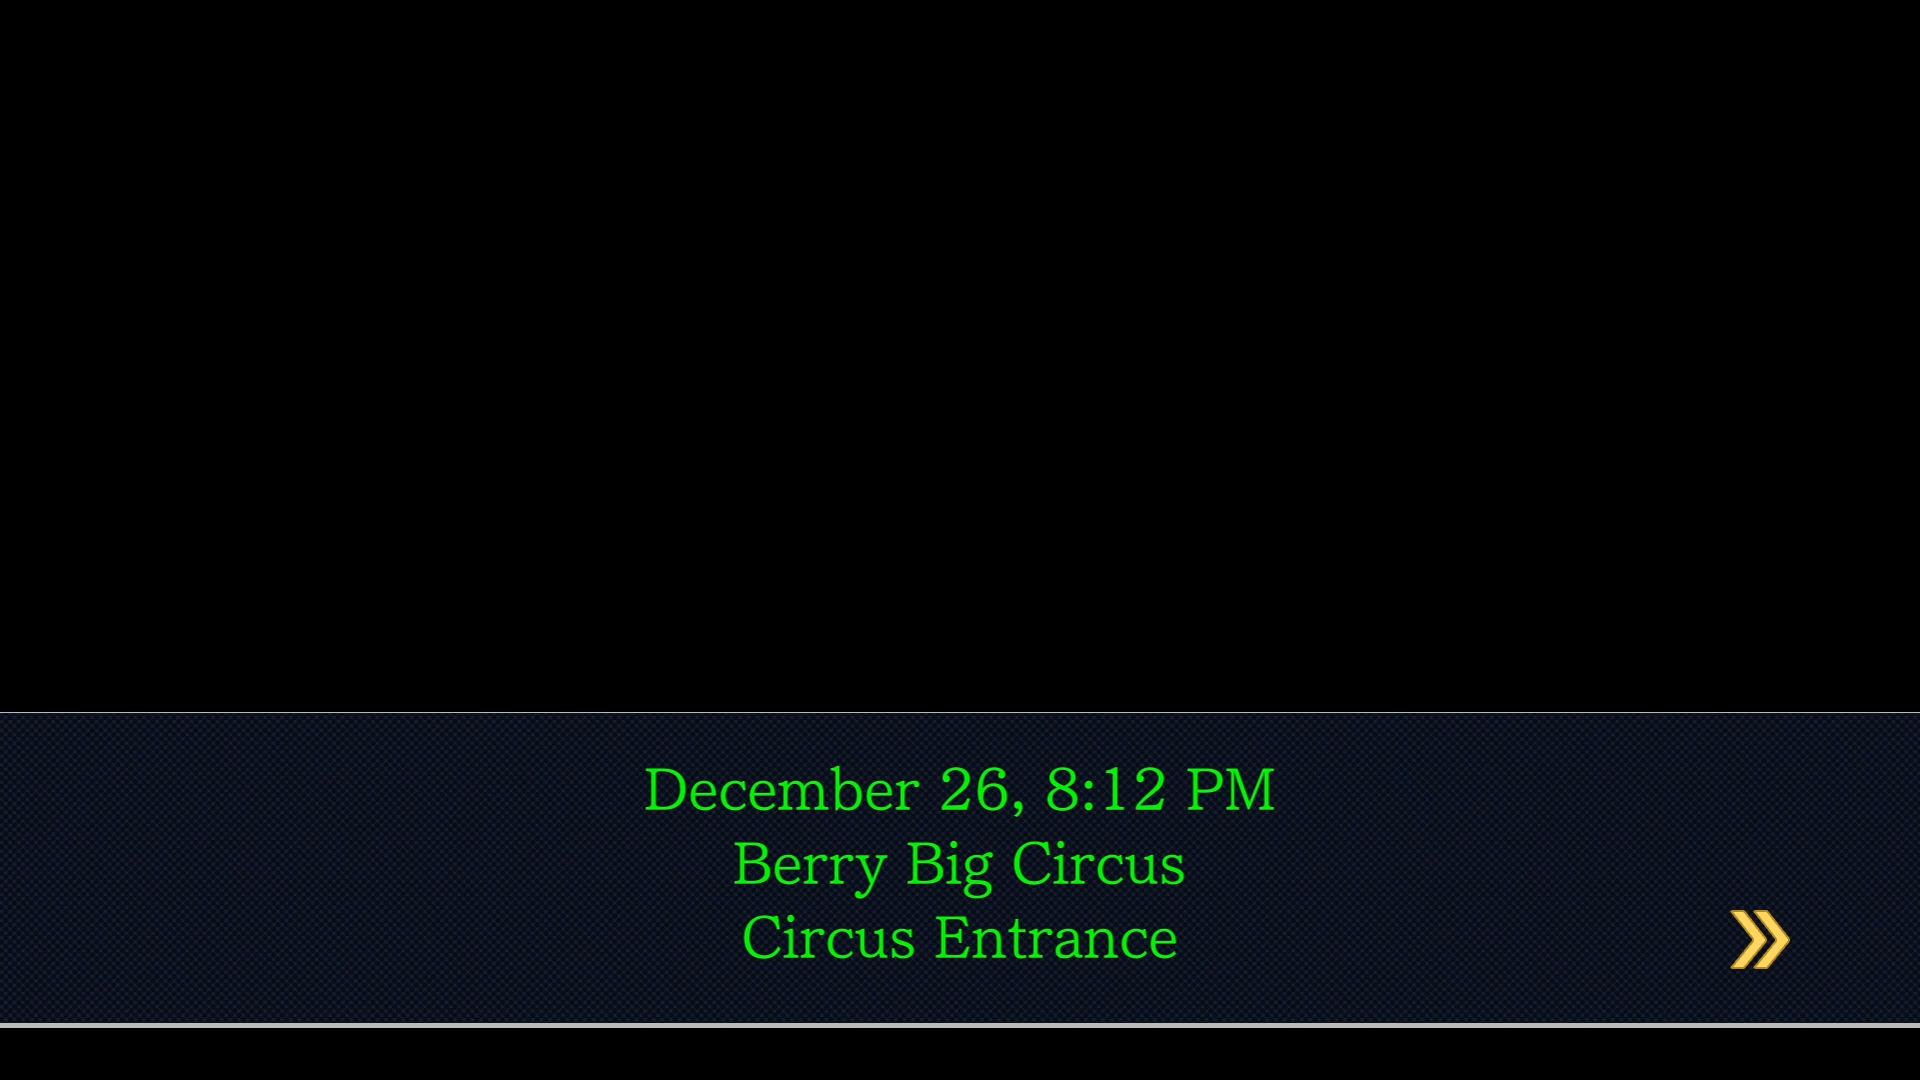 December 26, 8:12 PM
Berry Big Circus
Circus Entrance